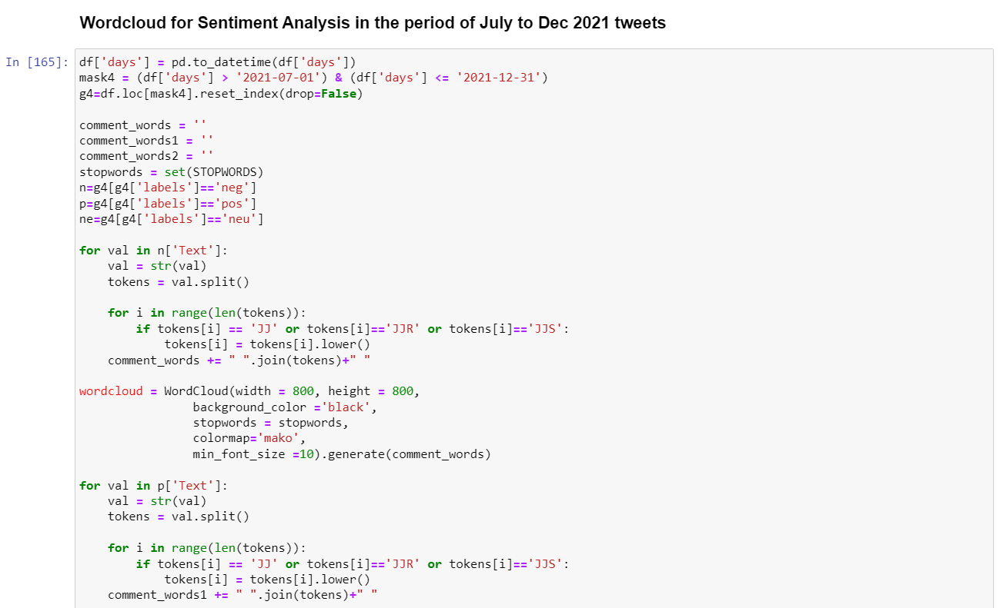 Wordcloud for Sentiment Analysis in the period of July to Dec 2021 tweets
In [165]:
df['days'] = pd.to_datetime(df['days'])
mask4 = (df['days'] > '2021-07-01') & (df['days'] <= '2021-12-31')
g4=df.loc[mask4].reset_index(drop=False)

comment_words = ''
comment_words1 = ''
comment_words2 = ''
stopwords = set(STOPWORDS)
n=g4[g4['labels']=='neg']
p=g4[g4['labels']=='pos']
ne=g4[g4['labels']=='neu']

for val in n['Text']:
    val = str(val)
    tokens = val.split()

    for i in range(len(tokens)):
        if tokens[i] == 'JJ' or tokens[i]=='JJR' or tokens[i]=='JJS':
            tokens[i] = tokens[i].lower()
    comment_words += " ".join(tokens)+" "

wordcloud = WordCloud(width = 800, height = 800,
                background_color ='black',
                stopwords = stopwords,
                colormap='mako',
                min_font_size =10).generate(comment_words)

for val in p['Text']:
    val = str(val)
    tokens = val.split()

    for i in range(len(tokens)):
        if tokens[i] == 'JJ' or tokens[i]=='JJR' or tokens[i]=='JJS':
            tokens[i] = tokens[i].lower()
    comment_words1 += " ".join(tokens)+" "